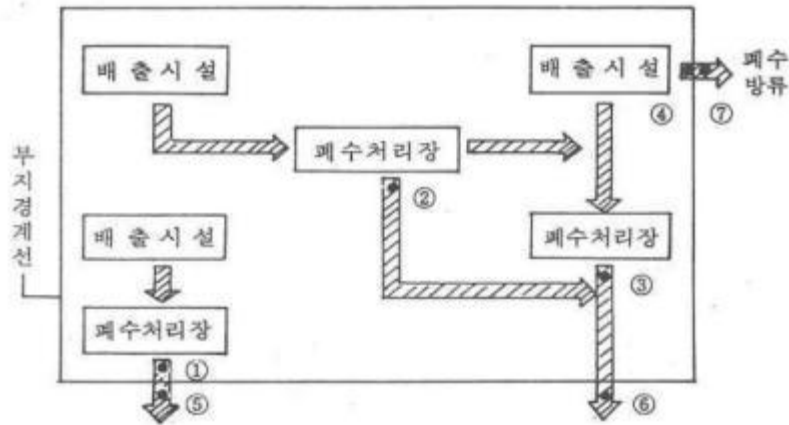 배출시설
배출시설
폐수
방류
④
⑦
폐수처리장
②
부지경계선
배출시설
폐수처리장
③
폐수처리장
①
⑤
⑥